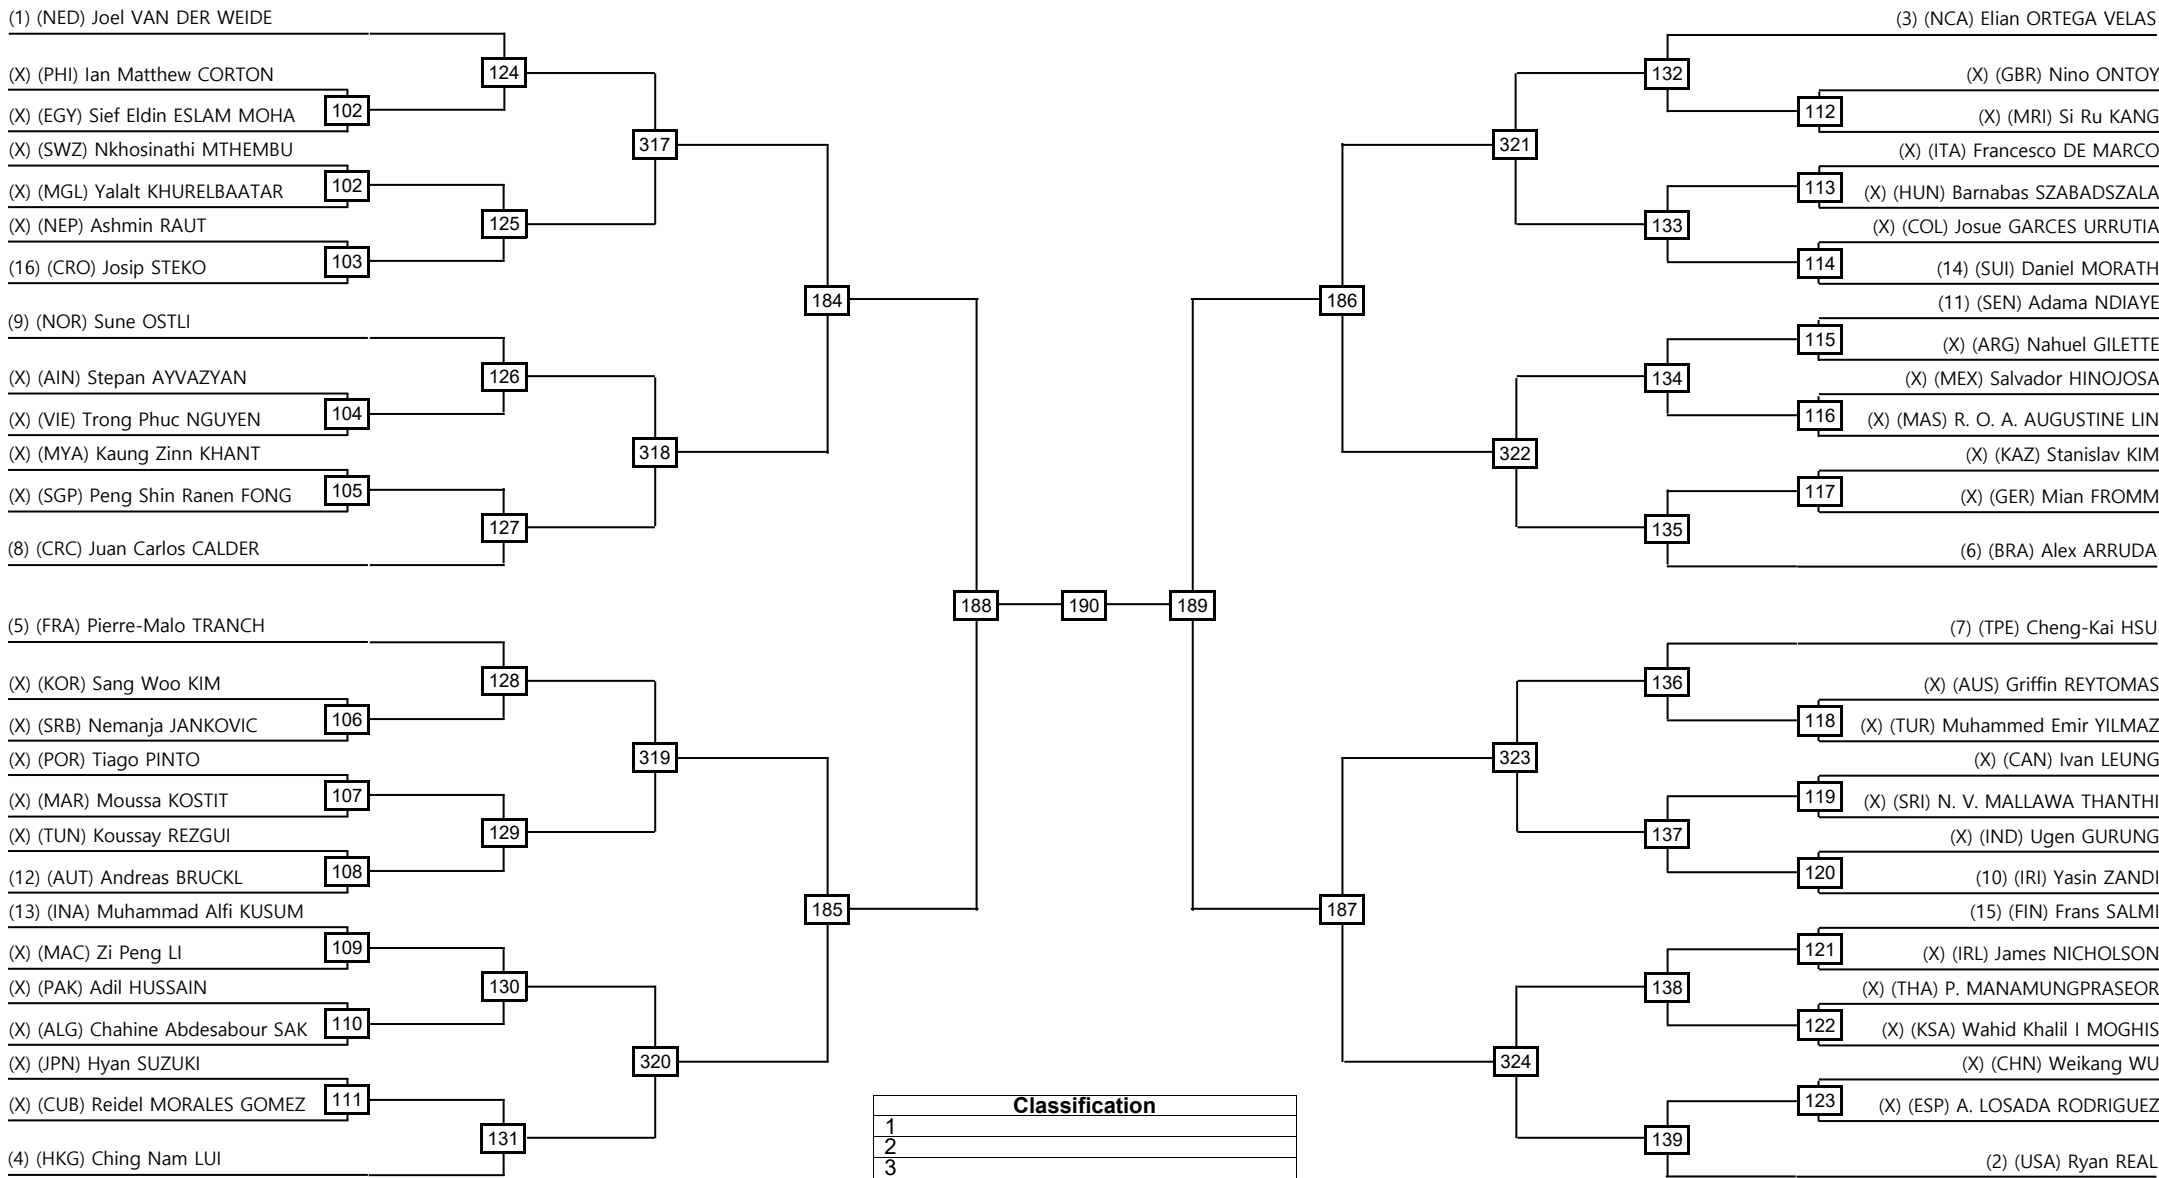 (1) (NED) Joel VAN DER WEIDE
(X) (PHI) Ian Matthew CORTON
(X) (EGY) Sief Eldin ESLAM MOHA
(X) (SWZ) Nkhosinathi MTHEMBU
(X) (MGL) Yalalt KHURELBAATAR
(X) (NEP) Ashmin RAUT
(16) (CRO) Josip STEKO
(9) (NOR) Sune OSTLI
(X) (AIN) Stepan AYVAZYAN
(X) (VIE) Trong Phuc NGUYEN
(X) (MYA) Kaung Zinn KHANT
(X) (SGP) Peng Shin Ranen FONG
(8) (CRC) Juan Carlos CALDER
(5) (FRA) Pierre-Malo TRANCH
(X) (KOR) Sang Woo KIM
(X) (SRB) Nemanja JANKOVIC
(X) (POR) Tiago PINTO
(X) (MAR) Moussa KOSTIT
(X) (TUN) Koussay REZGUI
(12) (AUT) Andreas BRUCKL
(13) (INA) Muhammad Alfi KUSUM
(X) (MAC) Zi Peng LI
(X) (PAK) Adil HUSSAIN
(X) (ALG) Chahine Abdesabour SAK
(X) (JPN) Hyan SUZUKI
(X) (CUB) Reidel MORALES GOMEZ
(4) (HKG) Ching Nam LUI
102
102
103
104
105
106
107
108
109
110
111
124
125
126
127
128
129
130
131
317
318
319
320
184
185
188
190
189
186
187
321
322
323
324
132
133
134
135
136
137
138
139
112
113
114
115
116
117
118
119
120
121
122
123
(3) (NCA) Elian ORTEGA VELAS
(X) (GBR) Nino ONTOY
(X) (MRI) Si Ru KANG
(X) (ITA) Francesco DE MARCO
(X) (HUN) Barnabas SZABADSZALA
(X) (COL) Josue GARCES URRUTIA
(14) (SUI) Daniel MORATH
(11) (SEN) Adama NDIAYE
(X) (ARG) Nahuel GILETTE
(X) (MEX) Salvador HINOJOSA
(X) (MAS) R. O. A. AUGUSTINE LIN
(X) (KAZ) Stanislav KIM
(X) (GER) Mian FROMM
(6) (BRA) Alex ARRUDA
(7) (TPE) Cheng-Kai HSU
(X) (AUS) Griffin REYTOMAS
(X) (TUR) Muhammed Emir YILMAZ
(X) (CAN) Ivan LEUNG
(X) (SRI) N. V. MALLAWA THANTHI
(X) (IND) Ugen GURUNG
(10) (IRI) Yasin ZANDI
(15) (FIN) Frans SALMI
(X) (IRL) James NICHOLSON
(X) (THA) P. MANAMUNGPRASEOR
(X) (KSA) Wahid Khalil I MOGHIS
(X) (CHN) Weikang WU
(X) (ESP) A. LOSADA RODRIGUEZ
(2) (USA) Ryan REAL
Classification
1
2
3